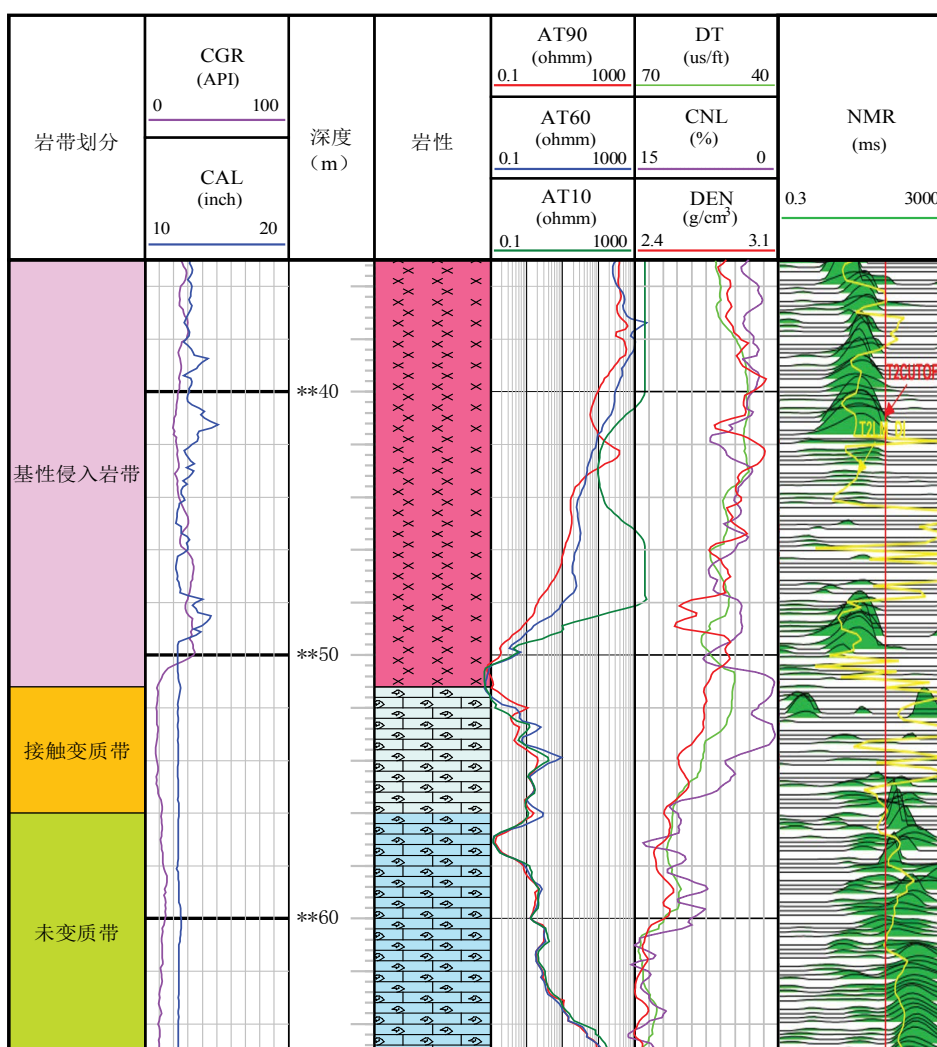 岩带划分
CGR
(API)
0 100
CAL
(inch)
10 20
深度
（m）
岩性
AT90
(ohmm)
0.1 1000
AT60
(ohmm)
0.1 1000
AT10
(ohmm)
0.1 1000
DT
(us/ft)
70 40
CNL
(%)
15 0
DEN
(g/cm³)
2.4 3.1
NMR
(ms)
0.3 3000
基性侵入岩带
接触变质带
未变质带
**40
**50
**60
T2CUTOF